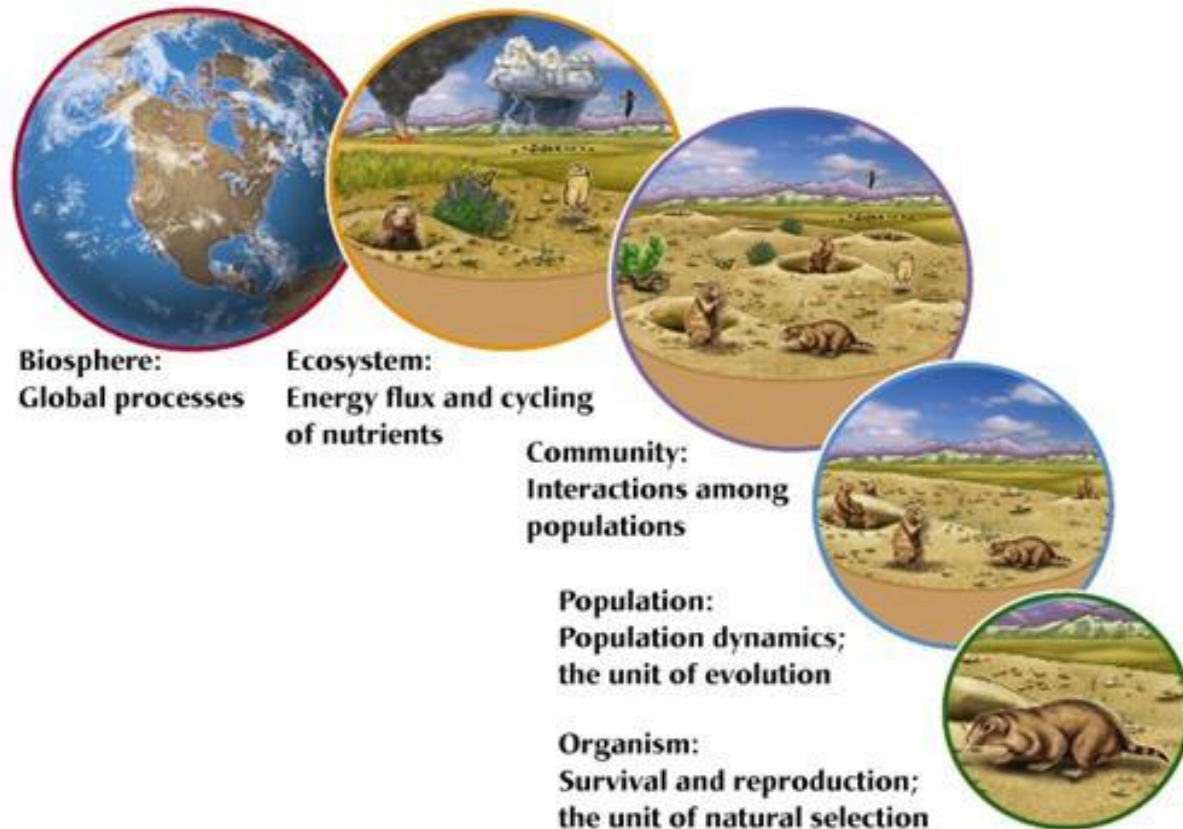 Biosphere:
Global processes
Ecosystem:
Energy flux and cycling
of nutrients
Community:
Interactions among
populations
Population:
Population dynamics;
the unit of evolution
Organism:
Survival and reproduction;
the unit of natural selection